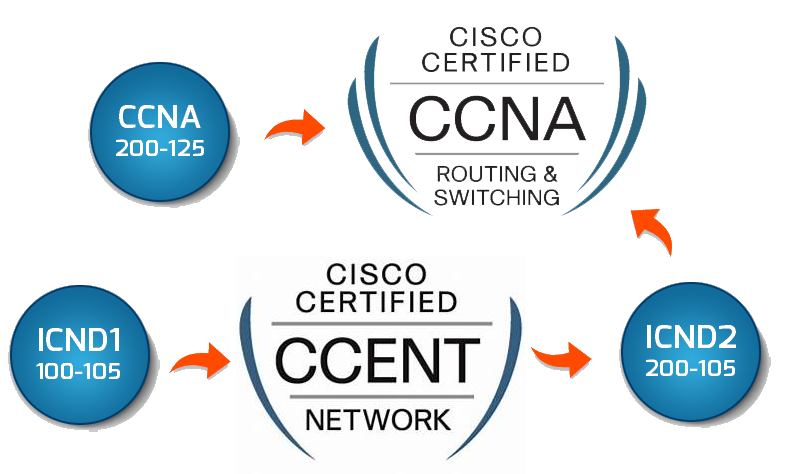 CISCO
CERTIFIED
CCNA
ROUTING &
SWITCHING
CCNA
200-125
CISCO
CERTIFIED
CCENT
NETWORK
ICND1
100-105
ICND2
200-105